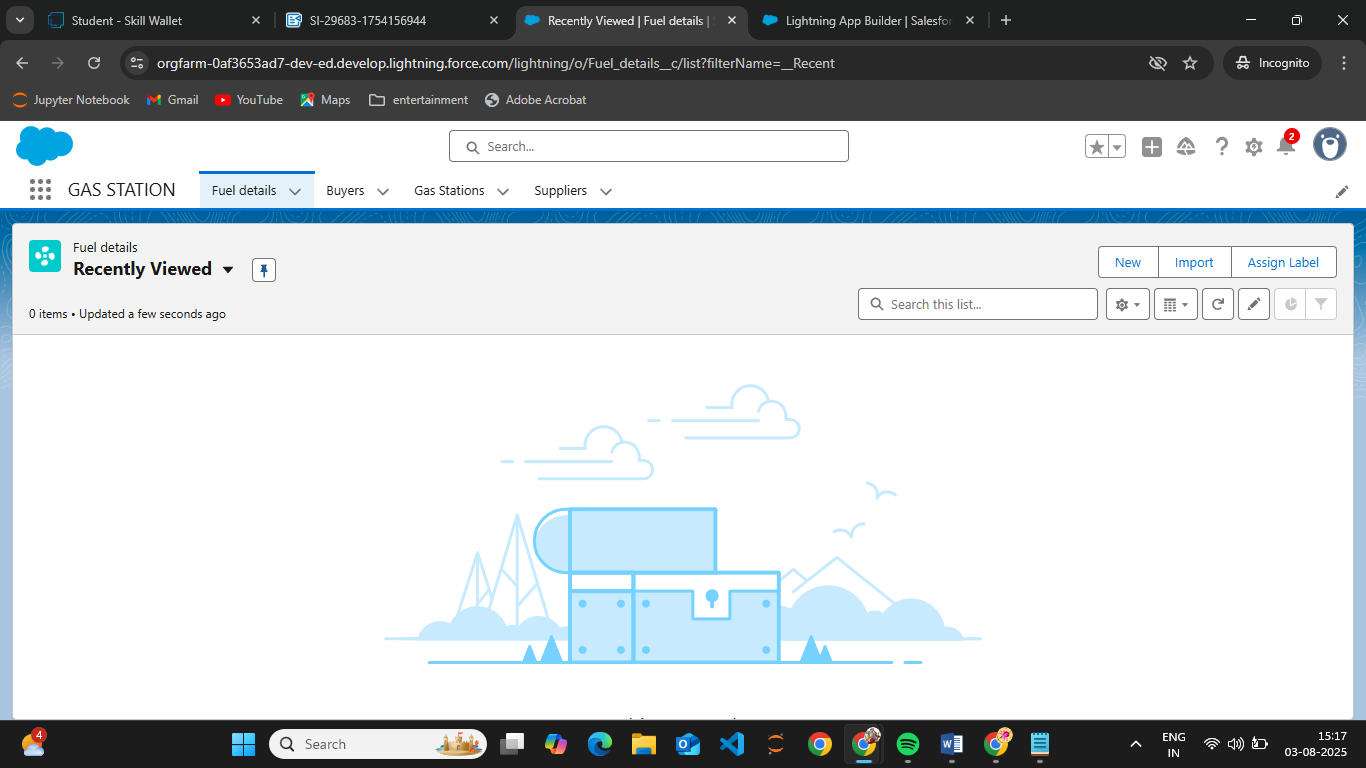 Student - Skill Wallet
SI-29683-1754156944
Recently Viewed | Fuel details |
Lightning App Builder | Salesfor
orgfarm-0af3653ad7-dev-ed.develop.lightning.force.com/lightning/o/Fuel_details__c/list?filterName=__Recent
Incognito
Jupyter Notebook
Gmail
YouTube
Maps
entertainment
Adobe Acrobat
Search...
2
GAS STATION
Fuel details
Buyers
Gas Stations
Suppliers
Fuel details
Recently Viewed
New
Import
Assign Label
0 items • Updated a few seconds ago
Search this list...
4
Search
ENG
IN
15:17
03-08-2025